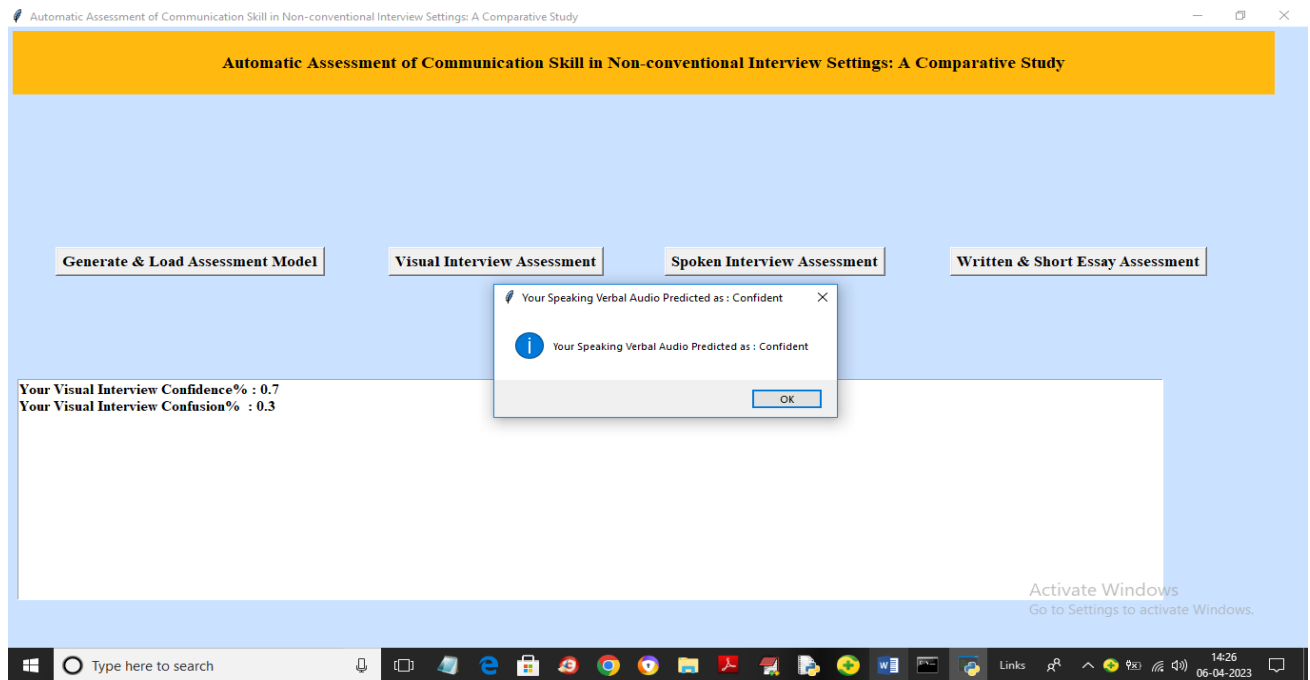 Automatic Assessment of Communication Skill in Non-conventional Interview Settings: A Comparative Study
Automatic Assessment of Communication Skill in Non-conventional Interview Settings: A Comparative Study
Generate & Load Assessment Model
Visual Interview Assessment
Spoken Interview Assessment
Written & Short Essay Assessment
Your Speaking Verbal Audio Predicted as : Confident
Your Speaking Verbal Audio Predicted as : Confident
OK
Your Visual Interview Confidence% : 0.7
Your Visual Interview Confusion% : 0.3
Activate Windows
Go to Settings to activate Windows.
Type here to search
Links
14:26
06-04-2023